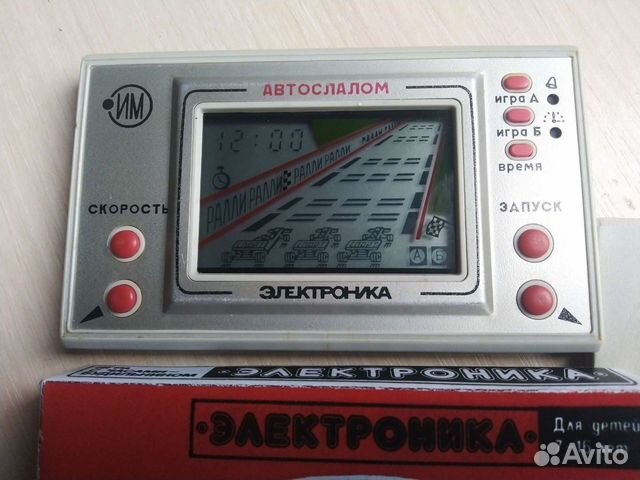 ИМ
АВТОСЛАЛОМ
игра А
игра Б
время
12:00
РАЛЛИ РАЛЛИ РАЛЛИ РАЛЛИ
РАЛЛИ
СКОРОСТЬ
ЗАПУСК
А Б
ЭЛЕКТРОНИКА
ЭЛЕКТРОНИКА
·ЭЛЕКТРОНИКА·
Для детей
Avito